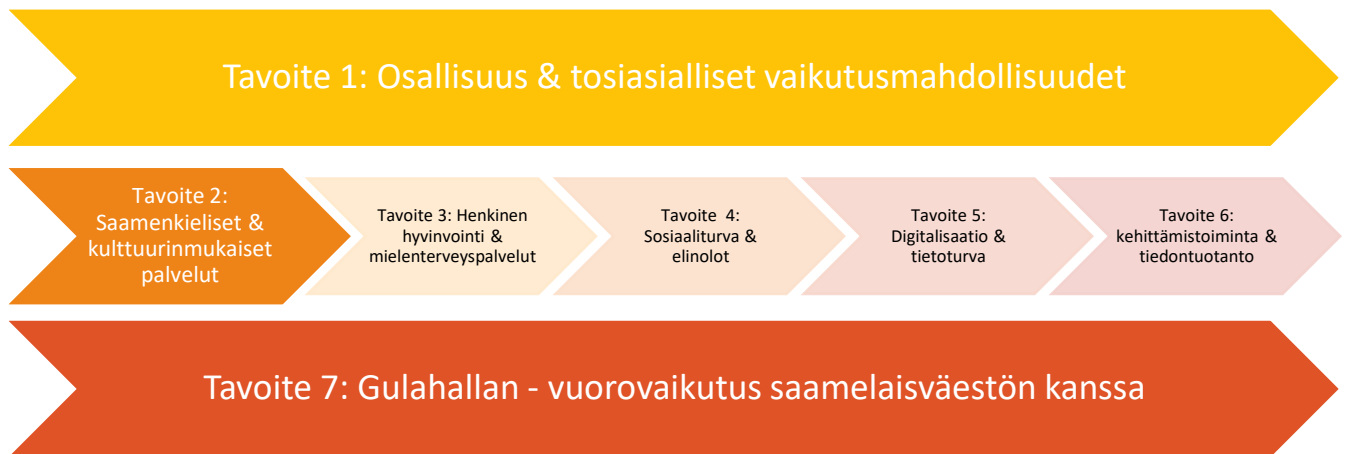 Tavoite 1: Osallisuus & tosiasialliset vaikutusmahdollisuudet
Tavoite 2:
Saamenkieliset &
kulttuurinmukaiset
palvelut
Tavoite 3: Henkinen
hyvinvointi &
mielenterveyspalvelut
Tavoite  4:
Sosiaaliturva &
elinolot
Tavoite 5:
Digitalisaatio &
tietoturva
Tavoite 6:
kehittämistoiminta &
tiedontuotanto
Tavoite 7: Gulahallan - vuorovaikutus saamelaisväestön kanssa